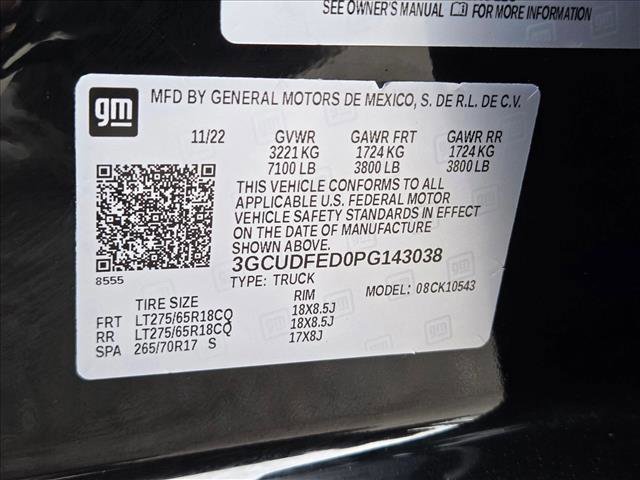 SEE OWNER'S MANUAL FOR MORE INFORMATION
gm
MFD BY GENERAL MOTORS DE MEXICO, S. DE R.L. DE C.V.
11/22 GVWR GAWR FRT GAWR RR
3221 KG 1724 KG 1724 KG
7100 LB 3800 LB 3800 LB
THIS VEHICLE CONFORMS TO ALL
APPLICABLE U.S. FEDERAL MOTOR
VEHICLE SAFETY STANDARDS IN EFFECT
ON THE DATE OF MANUFACTURE
SHOWN ABOVE.
3GCUDFED0PG143038
8555
TYPE: TRUCK MODEL: 08CK10543
TIRE SIZE RIM
FRT LT275/65R18CQ 18X8.5J
RR LT275/65R18CQ 18X8.5J
SPA 265/70R17 S 17X8J